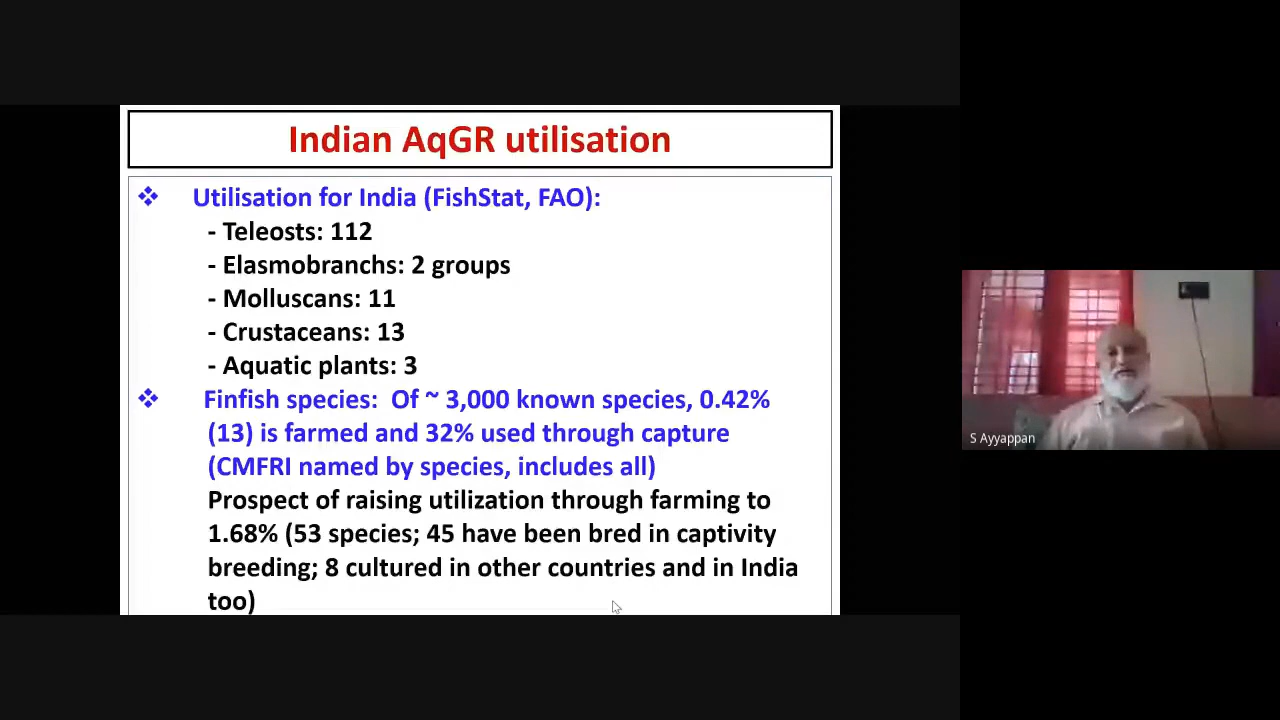 Indian AqGR utilisation
❖ Utilisation for India (FishStat, FAO):
- Teleosts: 112
- Elasmobranchs: 2 groups
- Molluscans: 11
- Crustaceans: 13
- Aquatic plants: 3
❖ Finfish species: Of ~ 3,000 known species, 0.42%
(13) is farmed and 32% used through capture
(CMFRI named by species, includes all)
Prospect of raising utilization through farming to
1.68% (53 species; 45 have been bred in captivity
breeding; 8 cultured in other countries and in India
too)
S Ayyappan